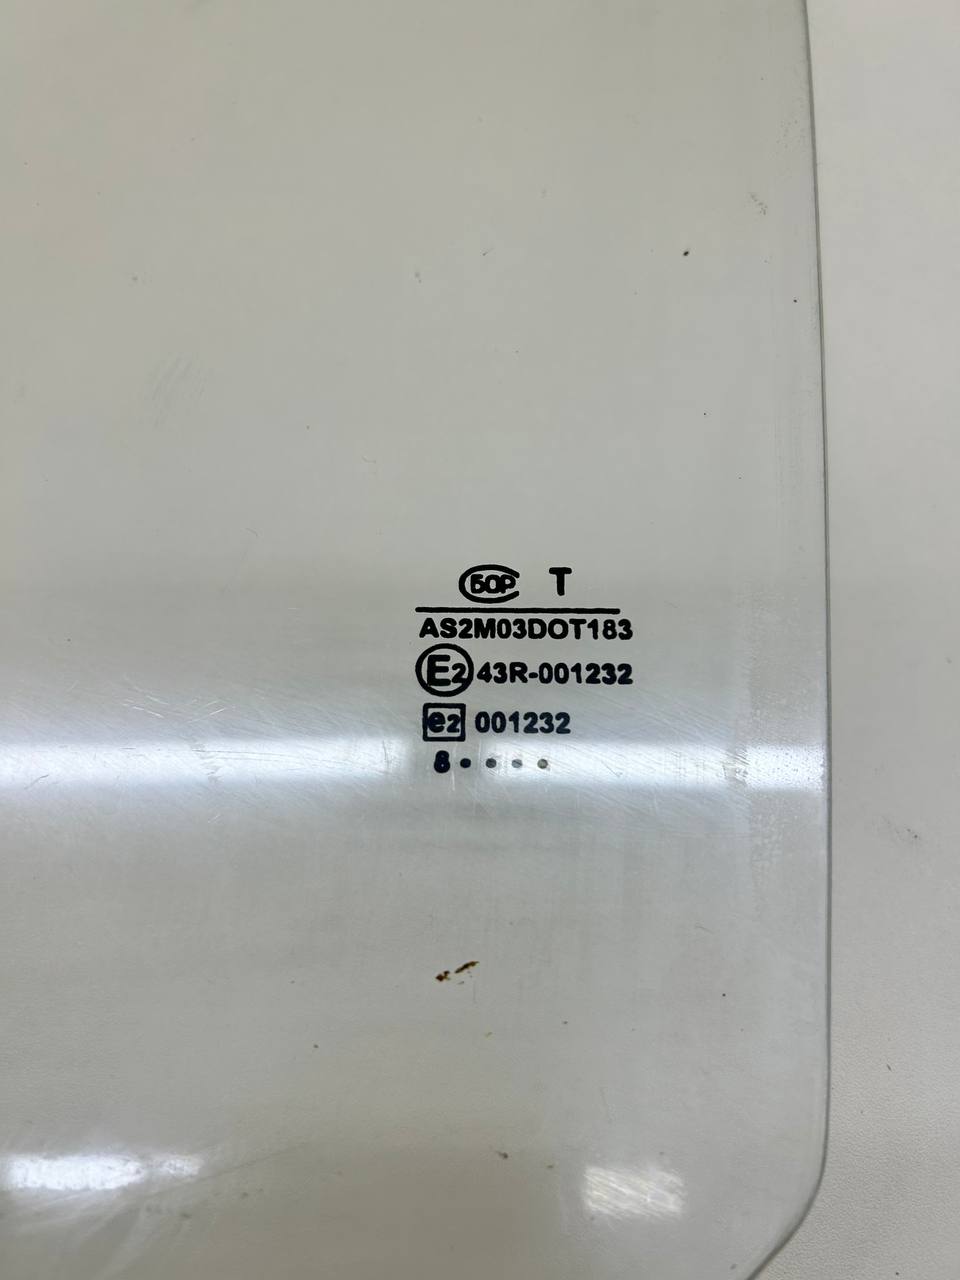 БОР T
AS2M03DOT183
E2 43R-001232
e2 001232
8 • • • •